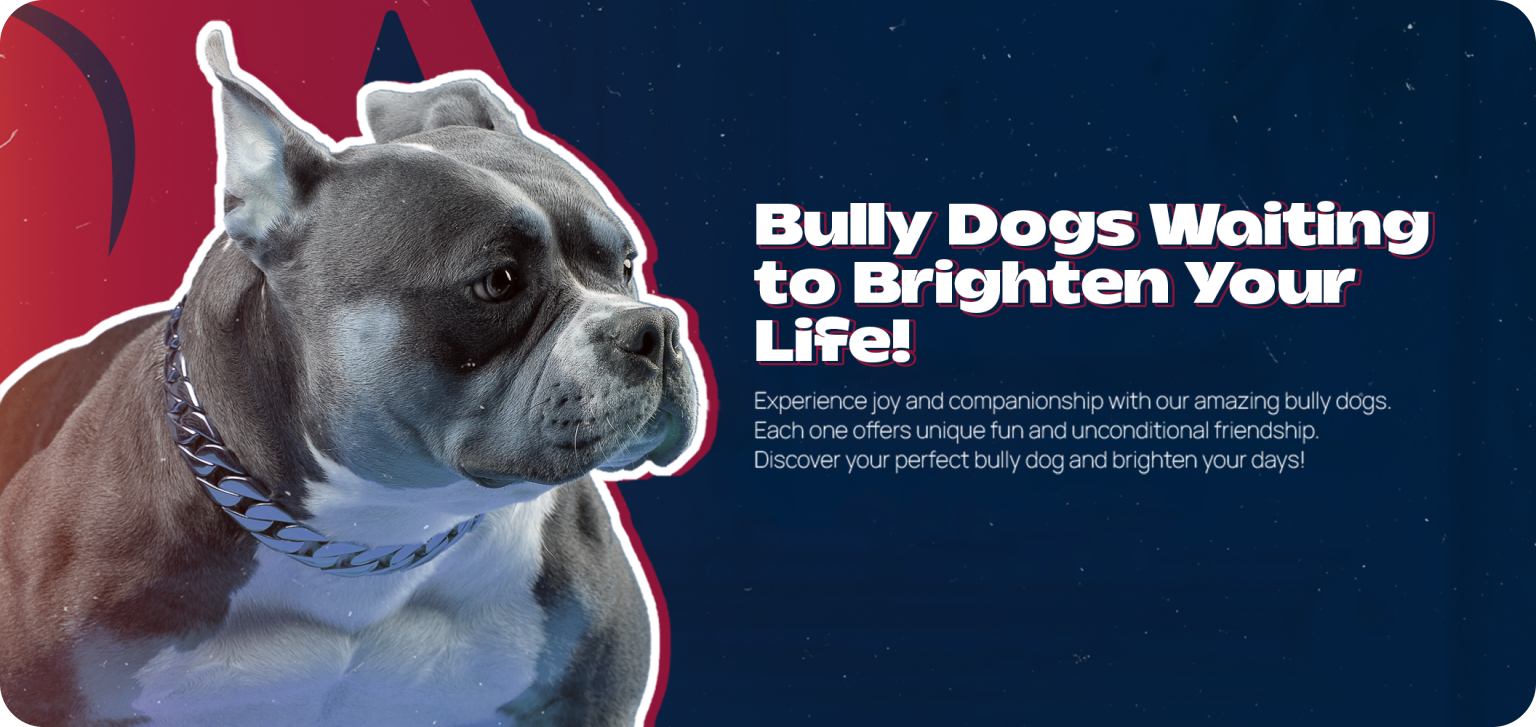 Bully Dogs Waiting
to Brighten Your
Life!
Experience joy and companionship with our amazing bully dogs.
Each one offers unique fun and unconditional friendship.
Discover your perfect bully dog and brighten your days!